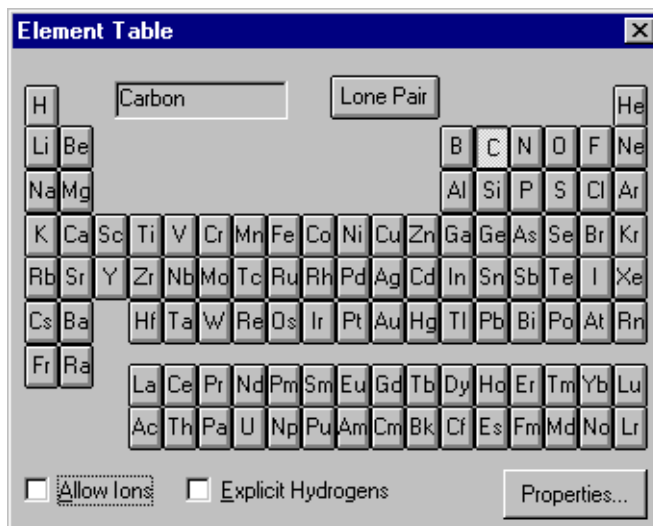 Element Table
H Carbon Lone Pair He
Li Be B C N O F Ne
Na Mg Al Si P S Cl Ar
K Ca Sc Ti V Cr Mn Fe Co Ni Cu Zn Ga Ge As Se Br Kr
Rb Sr Y Zr Nb Mo Tc Ru Rh Pd Ag Cd In Sn Sb Te I Xe
Cs Ba Hf Ta W Re Os Ir Pt Au Hg Tl Pb Bi Po At Rn
Fr Ra
La Ce Pr Nd Pm Sm Eu Gd Tb Dy Ho Er Tm Yb Lu
Ac Th Pa U Np Pu Am Cm Bk Cf Es Fm Md No Lr
Allow Ions Explicit Hydrogens Properties...